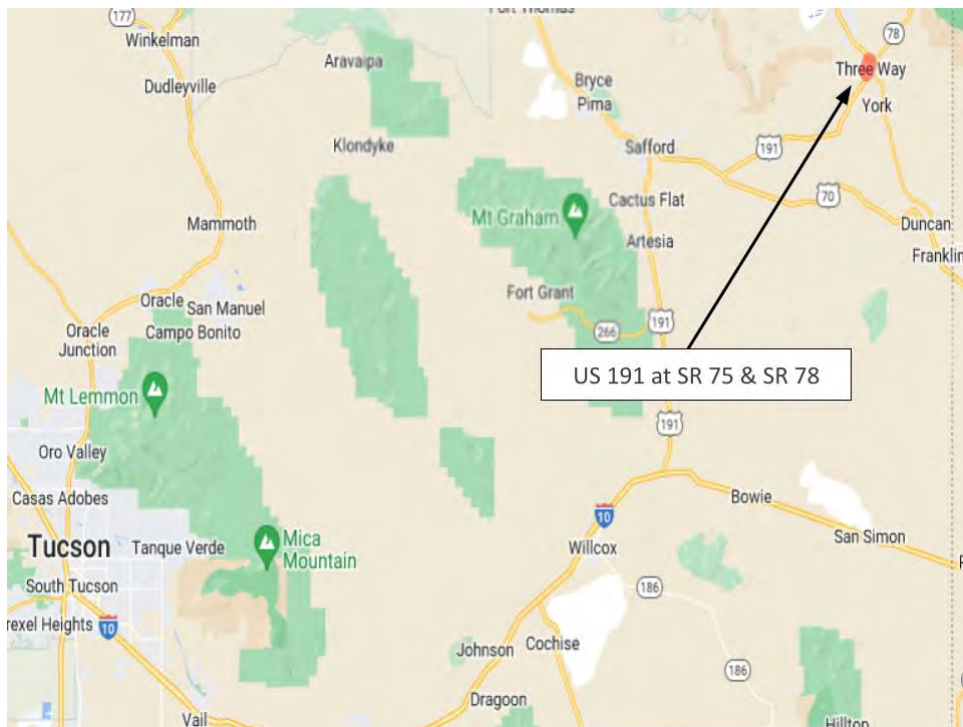 Fort Thomas
177
Winkelman
78
Aravaipa
Three Way
Dudleyville
Bryce
Pima
York
Klondyke
Safford
191
Cactus Flat
70
Mt Graham
Mammoth
Duncan
Artesia
Franklin
Fort Grant
Oracle
San Manuel
266
191
Oracle
Junction
Campo Bonito
US 191 at SR 75 & SR 78
Mt Lemmon
191
Oro Valley
Casas Adobes
Bowie
10
San Simon
Tucson
Tanque Verde
Mica
Mountain
Willcox
South Tucson
186
rexel Heights
10
Johnson
Cochise
186
Dragoon
Vail
Hilltop